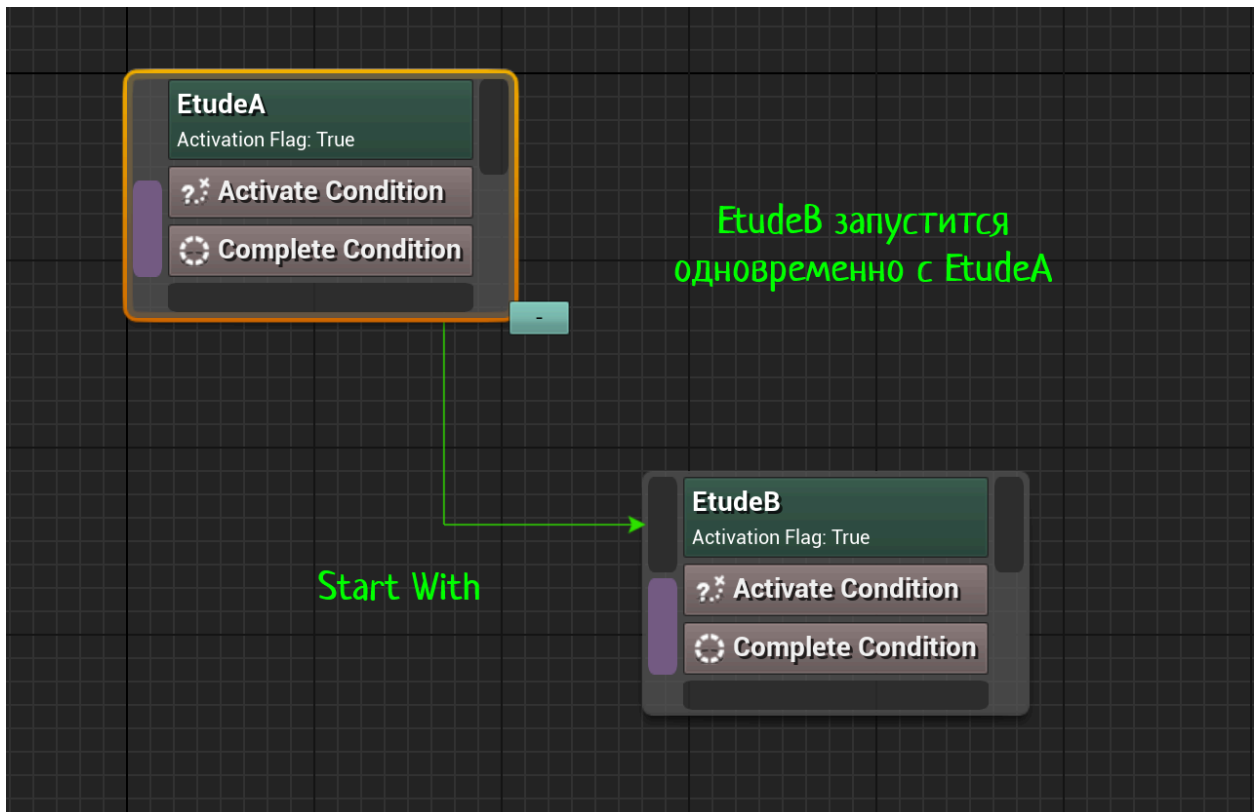 EtudeA
Activation Flag: True
Activate Condition
Complete Condition
EtudeB запустится
одновременно с EtudeA
-
Start With
EtudeB
Activation Flag: True
Activate Condition
Complete Condition